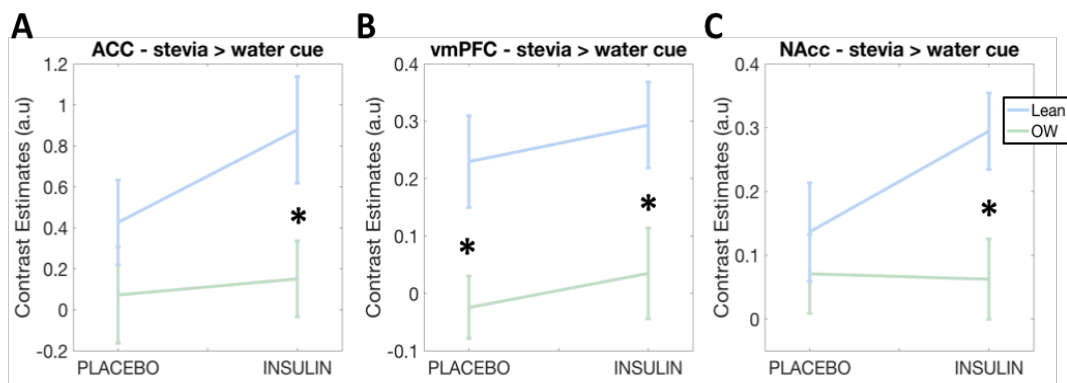 A
ACC - stevia > water cue
Contrast Estimates (a.u)
1.2
1
0.8
0.6
0.4
0.2
0
-0.2
*
PLACEBO
INSULIN
B
vmPFC - stevia > water cue
Contrast Estimates (a.u)
0.4
0.3
0.2
0.1
0
-0.1
*
*
PLACEBO
INSULIN
C
NAcc - stevia > water cue
Contrast Estimates (a.u)
0.4
0.3
0.2
0.1
0
*
Lean
OW
PLACEBO
INSULIN